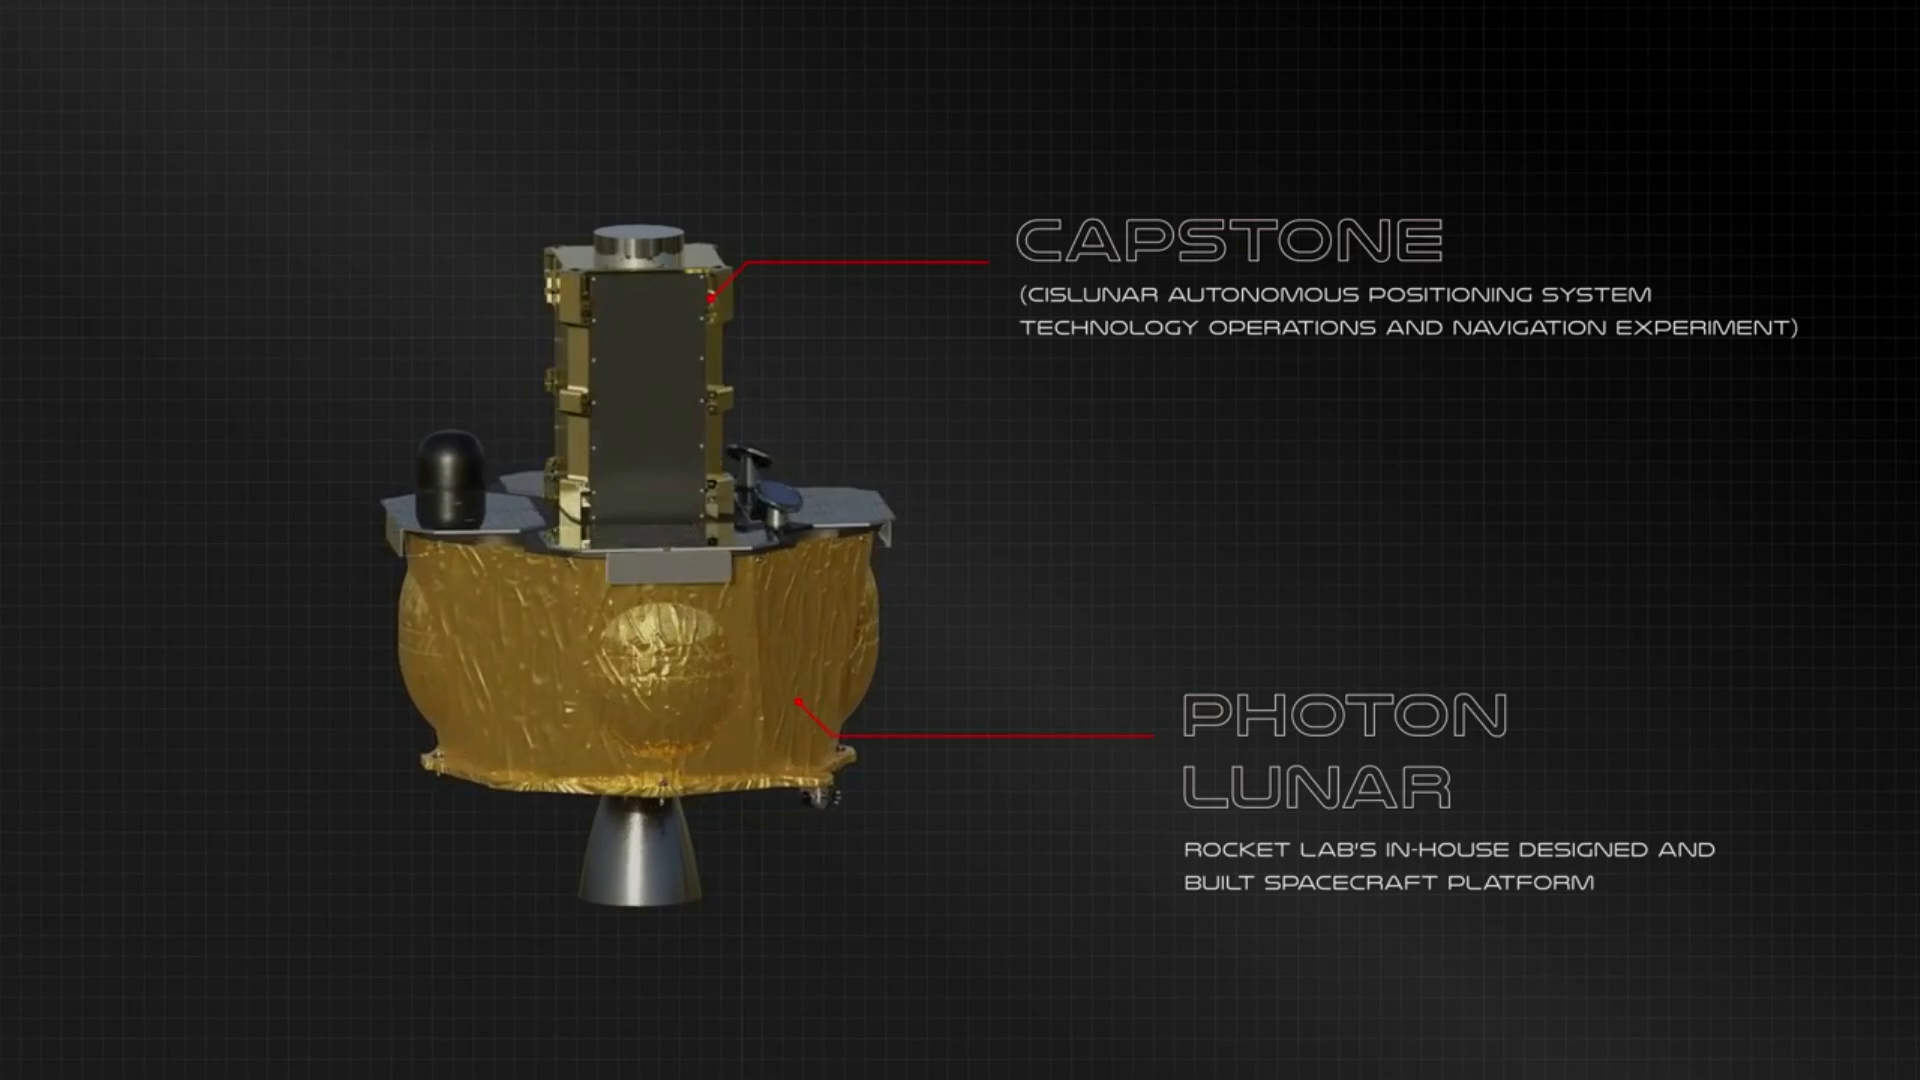 CAPSTONE
(CISLUNAR AUTONOMOUS POSITIONING SYSTEM
TECHNOLOGY OPERATIONS AND NAVIGATION EXPERIMENT)
PHOTON
LUNAR
ROCKET LAB'S IN-HOUSE DESIGNED AND
BUILT SPACECRAFT PLATFORM